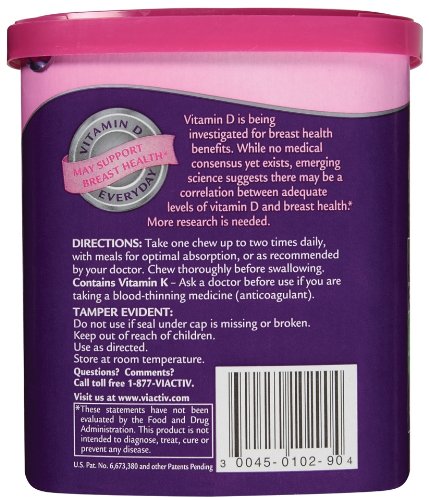 VITAMIN D
MAY SUPPORT
BREAST HEALTH*
EVERYDAY
Vitamin D is being
investigated for breast health
benefits. While no medical
consensus yet exists, emerging
science suggests there may be a
correlation between adequate
levels of vitamin D and breast health.*
More research is needed.
DIRECTIONS: Take one chew up to two times daily,
with meals for optimal absorption, or as recommended
by your doctor. Chew thoroughly before swallowing.
Contains Vitamin K – Ask a doctor before use if you are
taking a blood-thinning medicine (anticoagulant).
TAMPER EVIDENT:
Do not use if seal under cap is missing or broken.
Keep out of reach of children.
Use as directed.
Store at room temperature.
Questions? Comments?
Call toll free 1-877-VIACTIV
Visit us at www.viactiv.com
*These statements have not been
evaluated by the Food and Drug
Administration. This product is not
intended to diagnose, treat, cure or
prevent any disease.
U.S. Pat. No. 6,673,380 and other Patents Pending
3 0045-0102-90 4